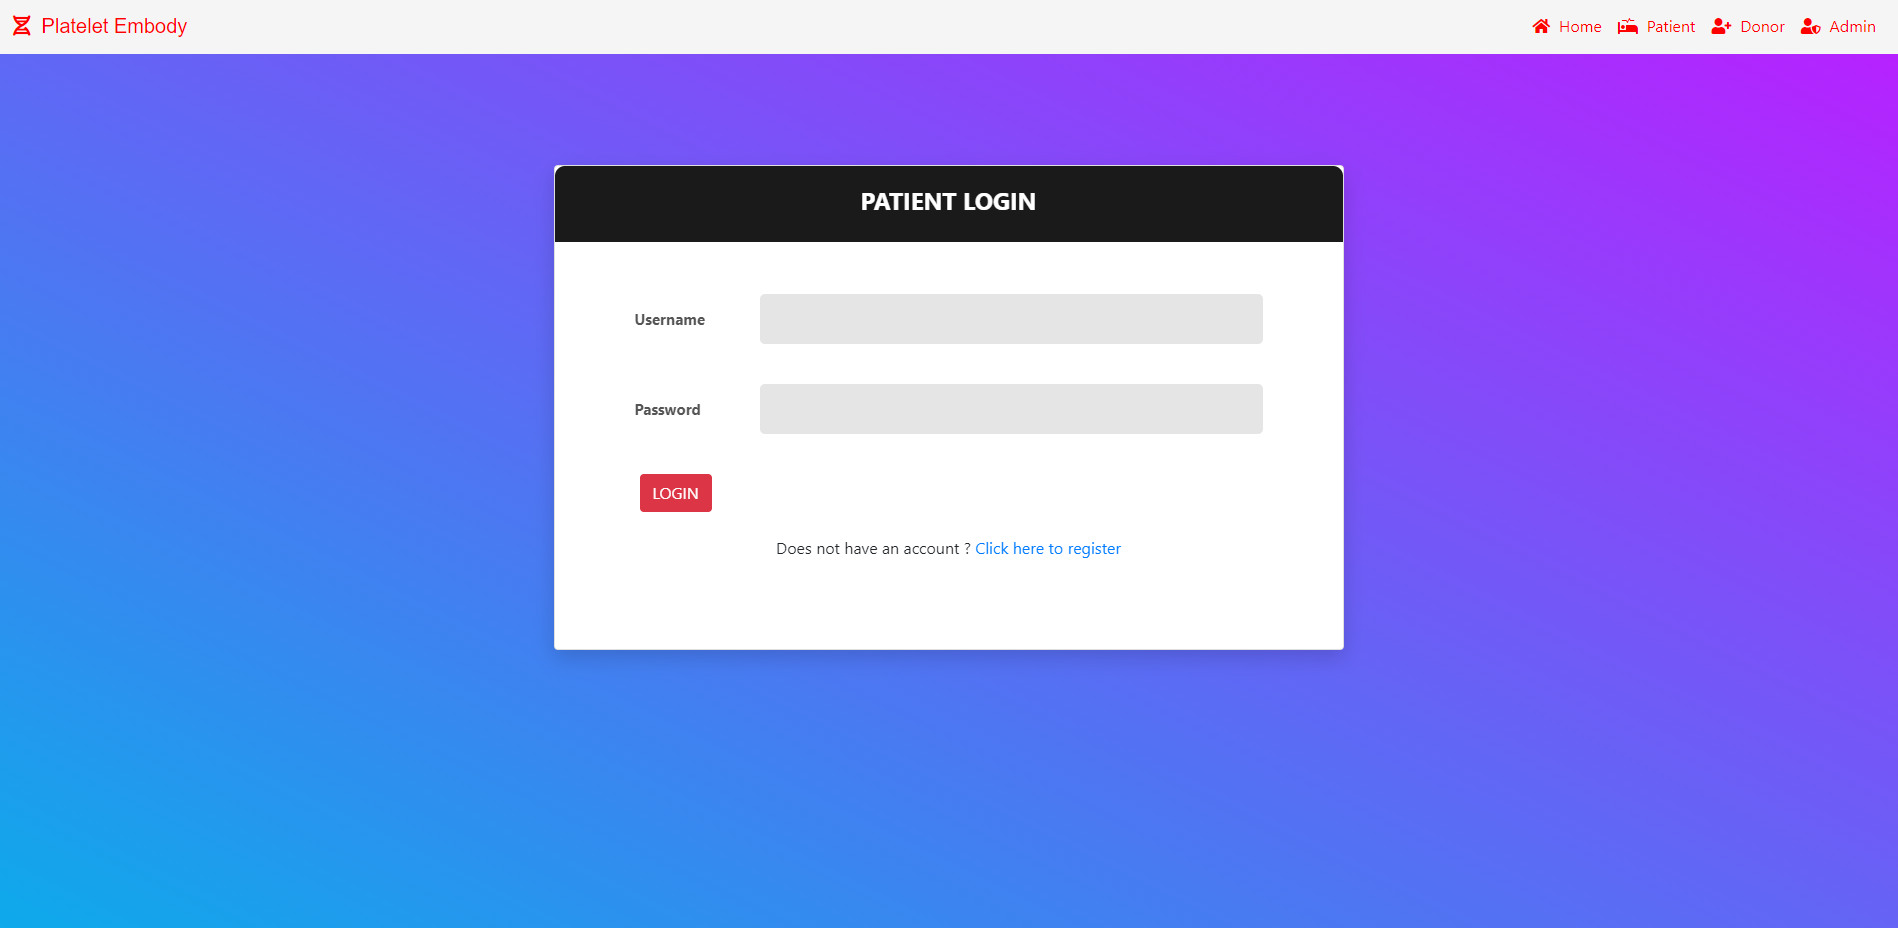 Platelet Embody
Home Patient Donor Admin
PATIENT LOGIN
Username
Password
LOGIN
Does not have an account ? Click here to register